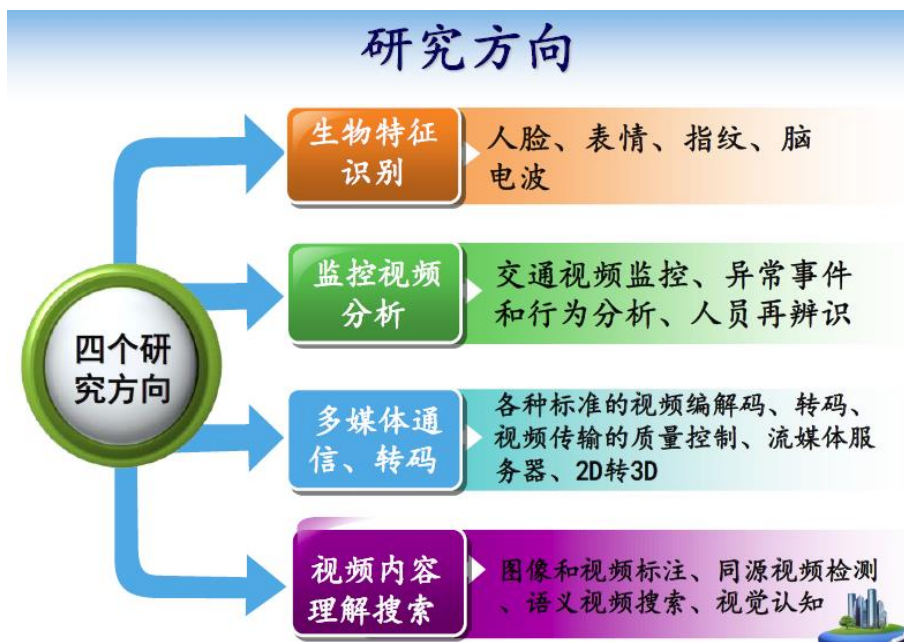 研究方向
四个研
究方向
生物特征
识别
人脸、表情、指纹、脑
电波
监控视频
分析
交通视频监控、异常事件
和行为分析、人员再辨识
多媒体通
信、转码
各种标准的视频编解码、转码、
视频传输的质量控制、流媒体服
务器、2D转3D
视频内容
理解搜索
图像和视频标注、同源视频检测
、语义视频搜索、视觉认知